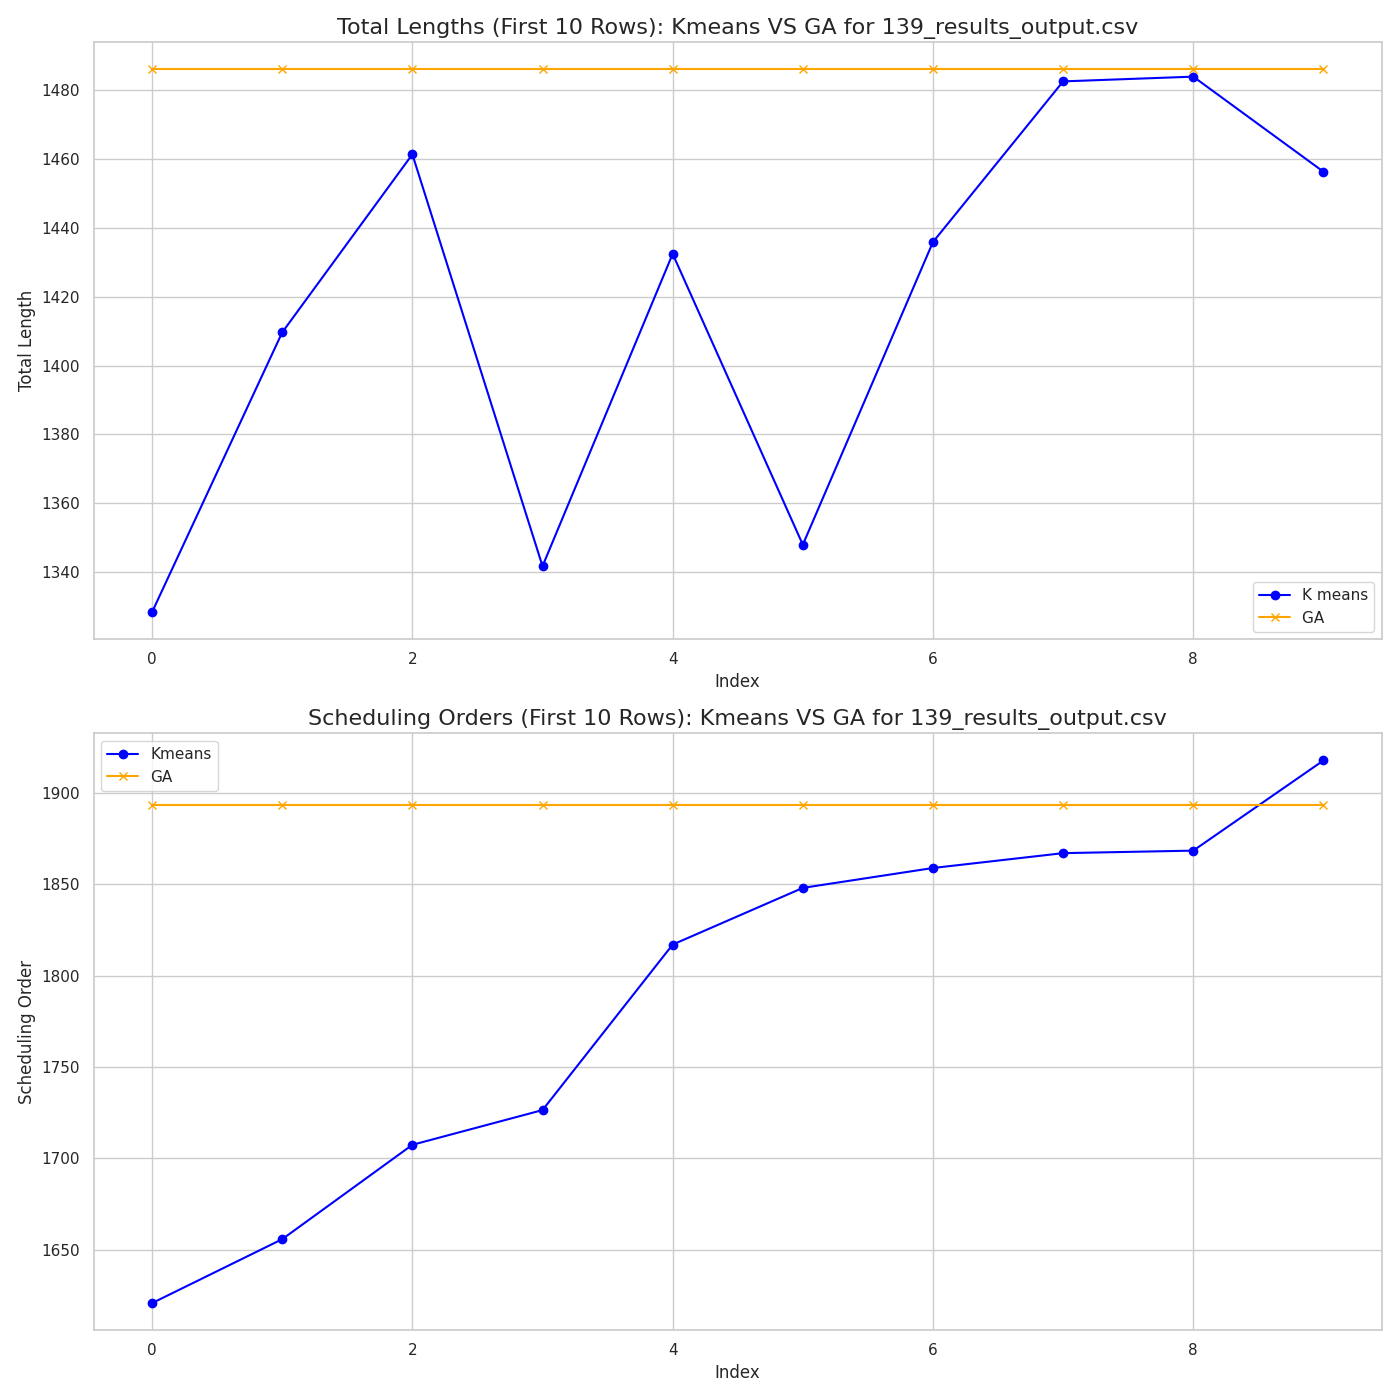 Total Lengths (First 10 Rows): Kmeans VS GA for 139_results_output.csv
Total Length
1480
1460
1440
1420
1400
1380
1360
1340
K means
GA
0 2 4 6 8
Index
Scheduling Orders (First 10 Rows): Kmeans VS GA for 139_results_output.csv
Kmeans
GA
Scheduling Order
1900
1850
1800
1750
1700
1650
0 2 4 6 8
Index